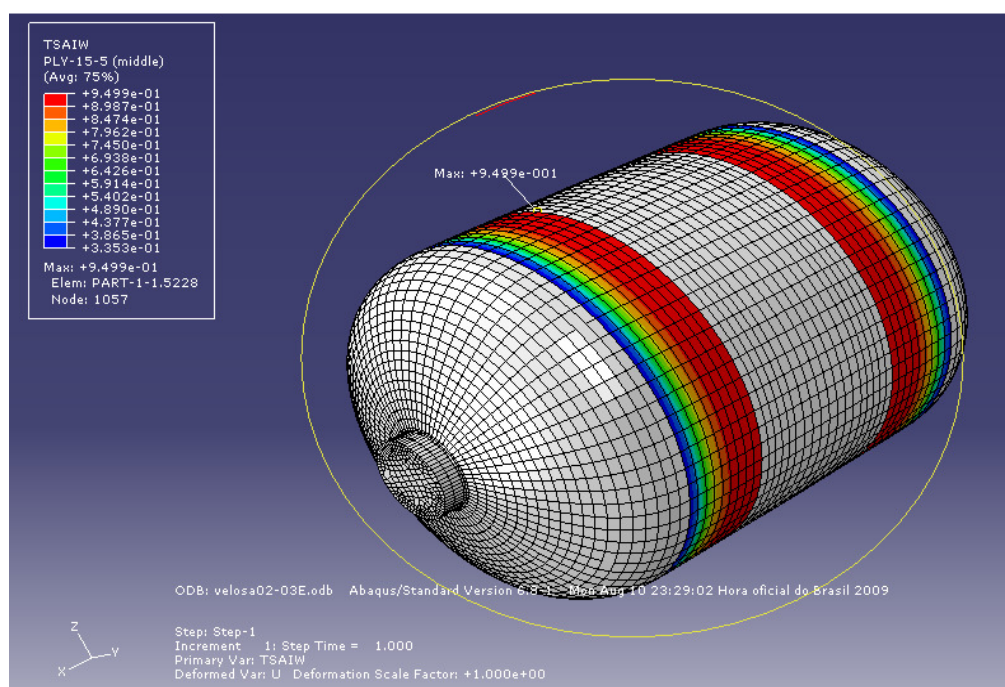 TSAIW
PLY-15-5 (middle)
(Avg: 75%)
+9.499e-01
+8.987e-01
+8.474e-01
+7.962e-01
+7.450e-01
+6.938e-01
+6.426e-01
+5.914e-01
+5.402e-01
+4.890e-01
+4.377e-01
+3.865e-01
+3.353e-01
Max: +9.499e-01
Elem: PART-1-1.5228
Node: 1057
Max: +9.499e-001
ODB: velosa02-03E.odb Abaqus/Standard Version 6.8-1 Mon Aug 10 23:29:02 Hora oficial do Brasil 2009
Z
Y
X
Step: Step-1
Increment 1: Step Time = 1.000
Primary Var: TSAIW
Deformed Var: U Deformation Scale Factor: +1.000e+00